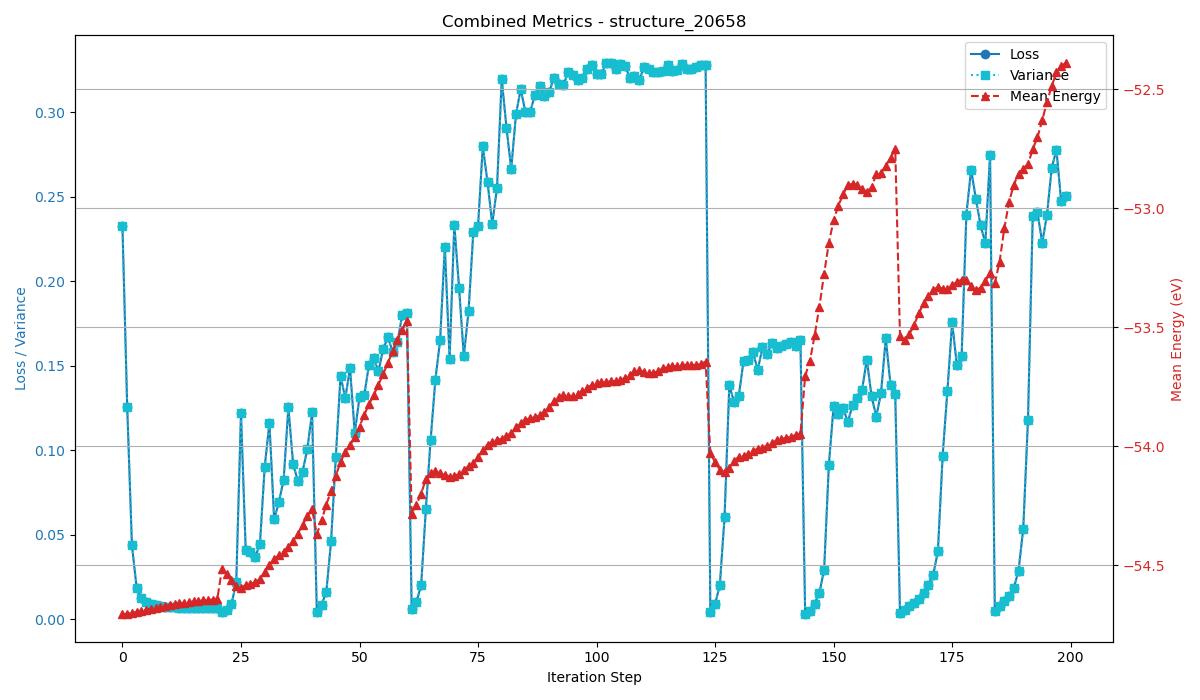 Combined Metrics - structure_20658
Loss
Variance
Mean Energy
Loss / Variance
0.30
0.25
0.20
0.15
0.10
0.05
0.00
−52.5
−53.0
−53.5
−54.0
−54.5
Mean Energy (eV)
0 25 50 75 100 125 150 175 200
Iteration Step